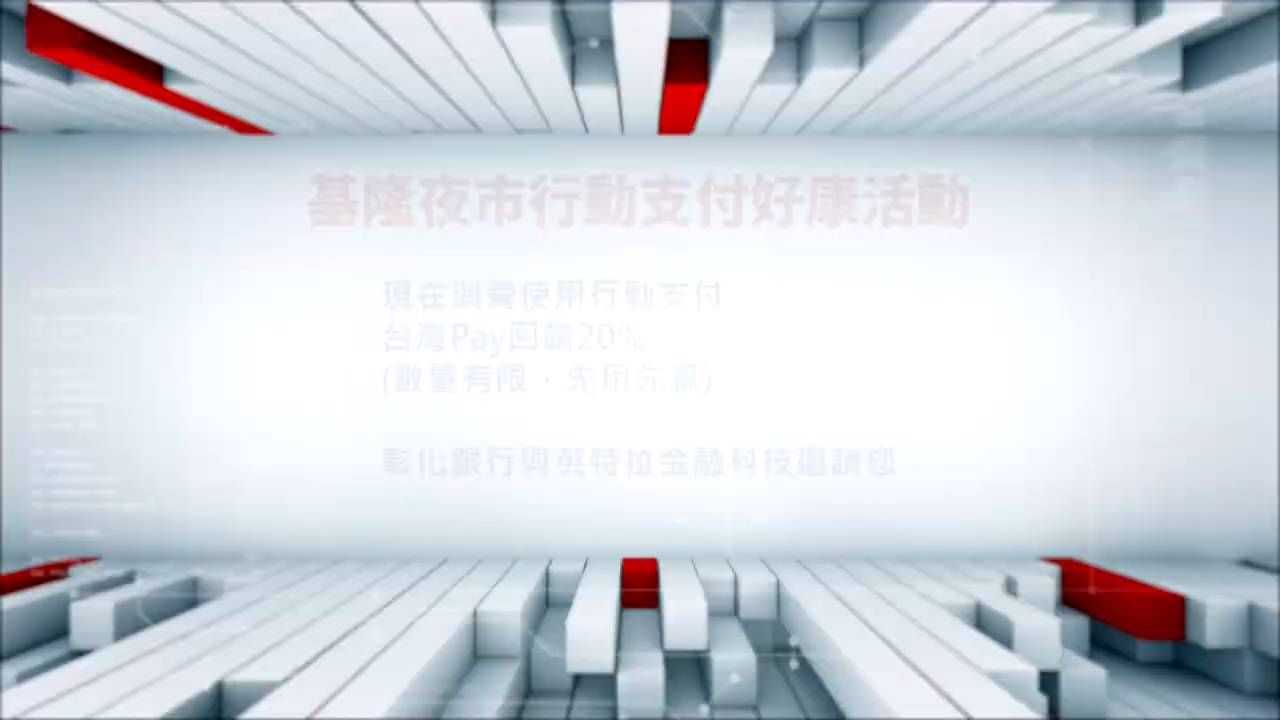 基隆夜市行動支付好康活動
現在消費使用行動支付
台灣Pay回饋20%
(數量有限，先用先贏)
彰化銀行與英特拉金融科技邀請您